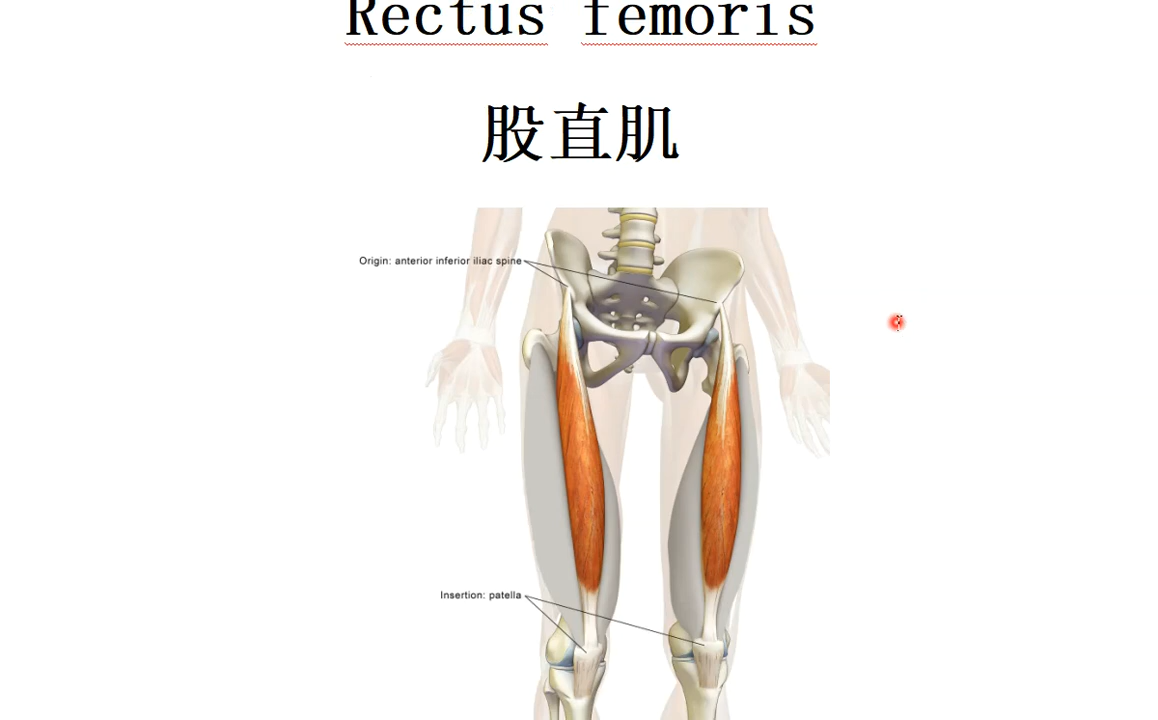 Rectus femoris
股直肌
Origin: anterior inferior iliac spine
Insertion: patella